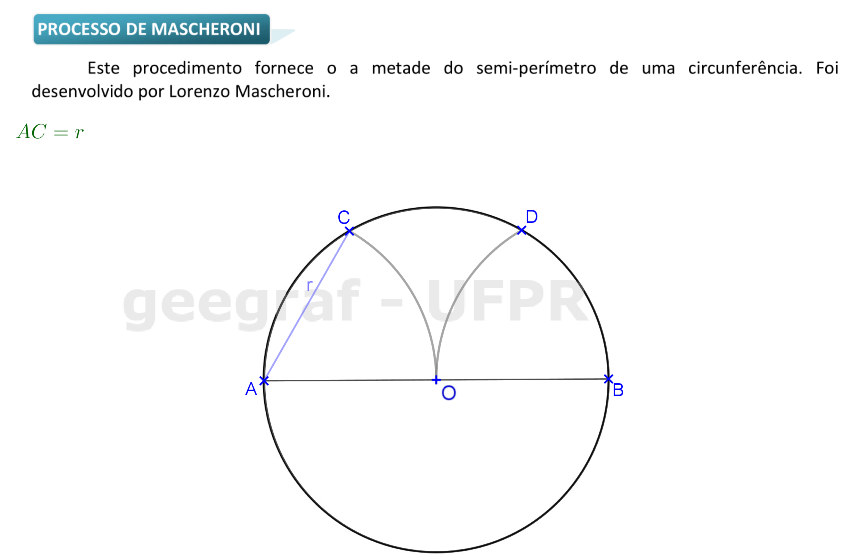 PROCESSO DE MASCHERONI
Este procedimento fornece o a metade do semi-perímetro de uma circunferência. Foi
desenvolvido por Lorenzo Mascheroni.
AC = r
C
D
r
geegraf - UFPR
A
O
B